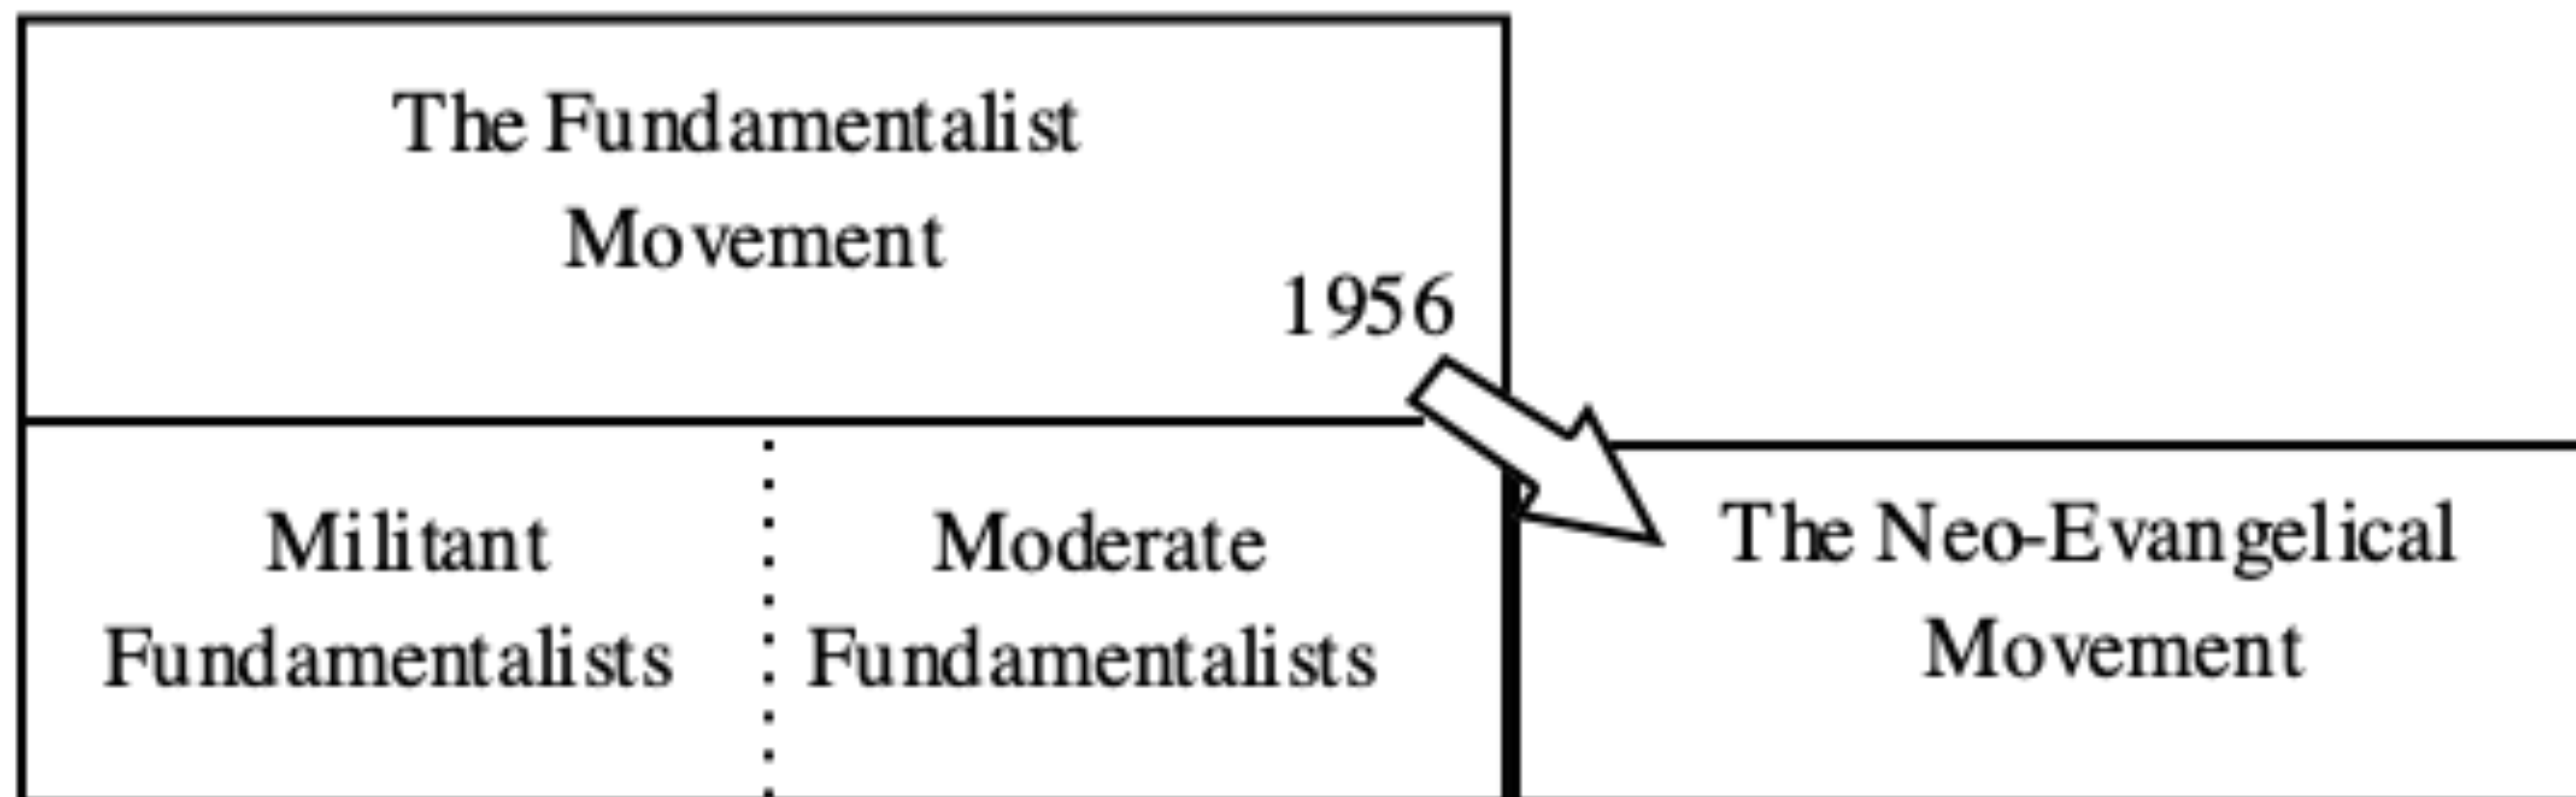 The Fundamentalist
Movement
1956
Militant
Fundamentalists
Moderate
Fundamentalists
The Neo-Evangelical
Movement